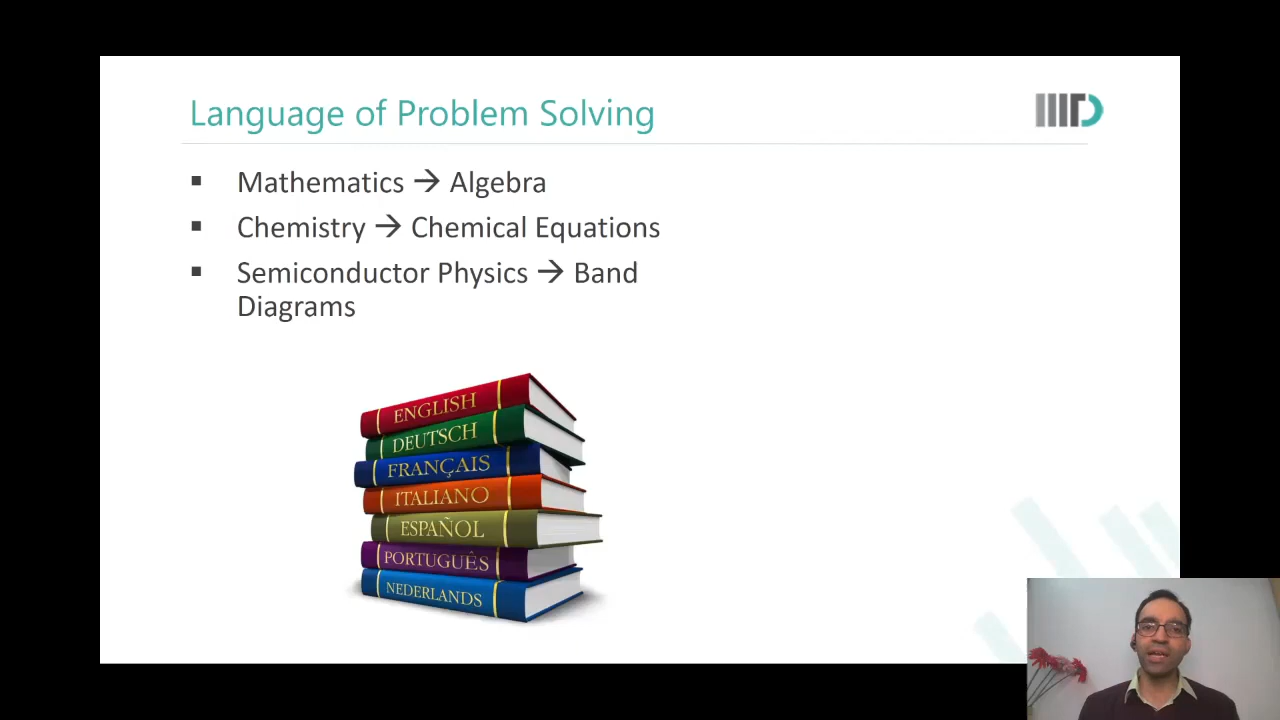 Language of Problem Solving
IIITD
▪ Mathematics → Algebra
▪ Chemistry → Chemical Equations
▪ Semiconductor Physics → Band
Diagrams
ENGLISH
DEUTSCH
FRANÇAIS
ITALIANO
ESPAÑOL
PORTUGUÊS
NEDERLANDS